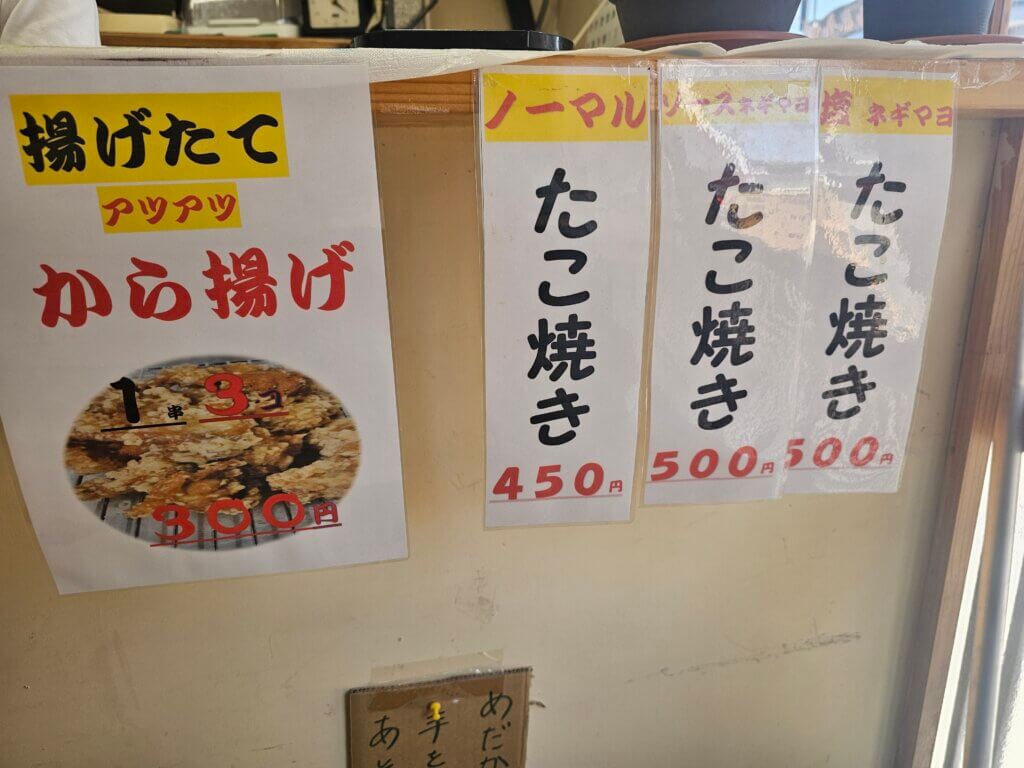 揚げたて
アツアツ
から揚げ
1串3コ
300円
ノーマル
たこ焼き
450円
ソースネギマヨ
たこ焼き
500円
塩 ネギマヨ
たこ焼き
500円
めだか
手を
あそ